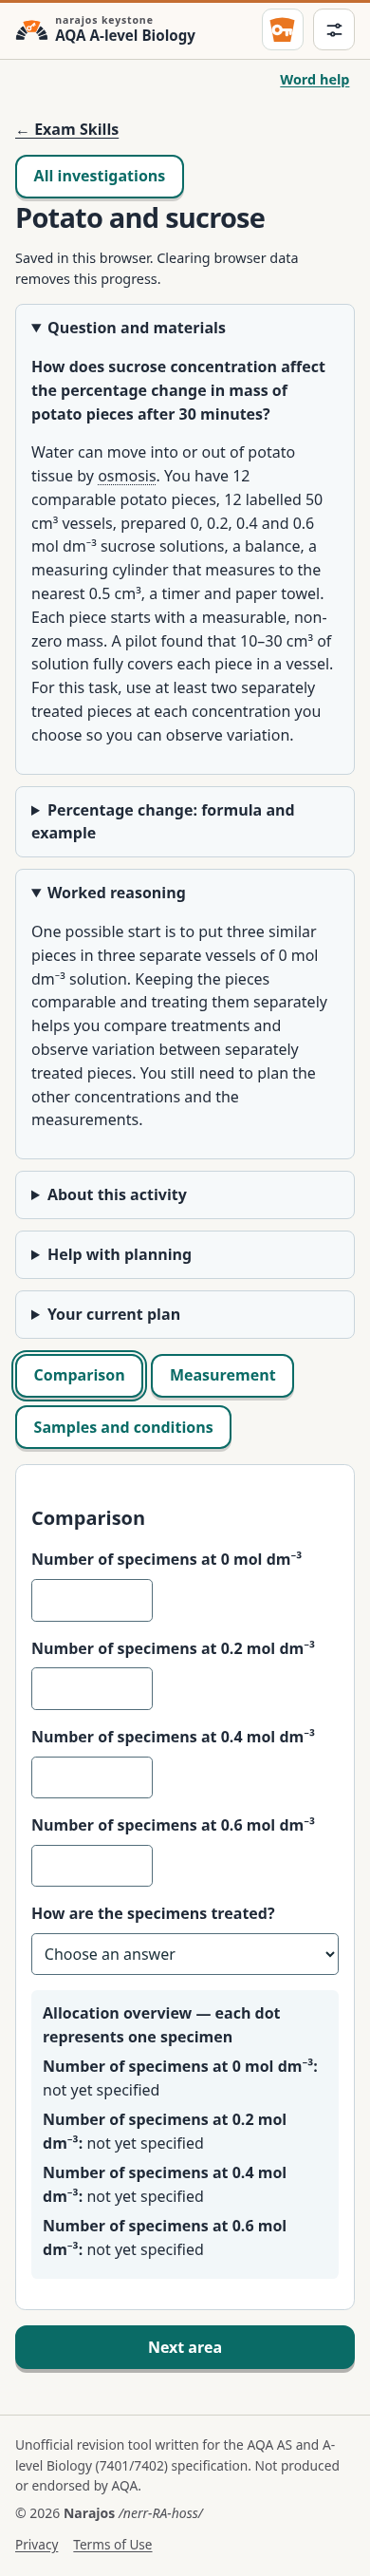 narajos keystone
AQA A-level Biology
Word help
← Exam Skills
All investigations
Potato and sucrose
Saved in this browser. Clearing browser data
removes this progress.
▼ Question and materials
How does sucrose concentration affect
the percentage change in mass of
potato pieces after 30 minutes?
Water can move into or out of potato
tissue by osmosis. You have 12
comparable potato pieces, 12 labelled 50
cm³ vessels, prepared 0, 0.2, 0.4 and 0.6
mol dm⁻³ sucrose solutions, a balance, a
measuring cylinder that measures to the
nearest 0.5 cm³, a timer and paper towel.
Each piece starts with a measurable, non-
zero mass. A pilot found that 10–30 cm³ of
solution fully covers each piece in a vessel.
For this task, use at least two separately
treated pieces at each concentration you
choose so you can observe variation.
▶ Percentage change: formula and
example
▼ Worked reasoning
One possible start is to put three similar
pieces in three separate vessels of 0 mol
dm⁻³ solution. Keeping the pieces
comparable and treating them separately
helps you compare treatments and
observe variation between separately
treated pieces. You still need to plan the
other concentrations and the
measurements.
▶ About this activity
▶ Help with planning
▶ Your current plan
Comparison
Measurement
Samples and conditions
Comparison
Number of specimens at 0 mol dm⁻³
Number of specimens at 0.2 mol dm⁻³
Number of specimens at 0.4 mol dm⁻³
Number of specimens at 0.6 mol dm⁻³
How are the specimens treated?
Choose an answer
Allocation overview — each dot
represents one specimen
Number of specimens at 0 mol dm⁻³:
not yet specified
Number of specimens at 0.2 mol
dm⁻³: not yet specified
Number of specimens at 0.4 mol
dm⁻³: not yet specified
Number of specimens at 0.6 mol
dm⁻³: not yet specified
Next area
Unofficial revision tool written for the AQA AS and A-
level Biology (7401/7402) specification. Not produced
or endorsed by AQA.
© 2026 Narajos /nerr-RA-hoss/
Privacy
Terms of Use